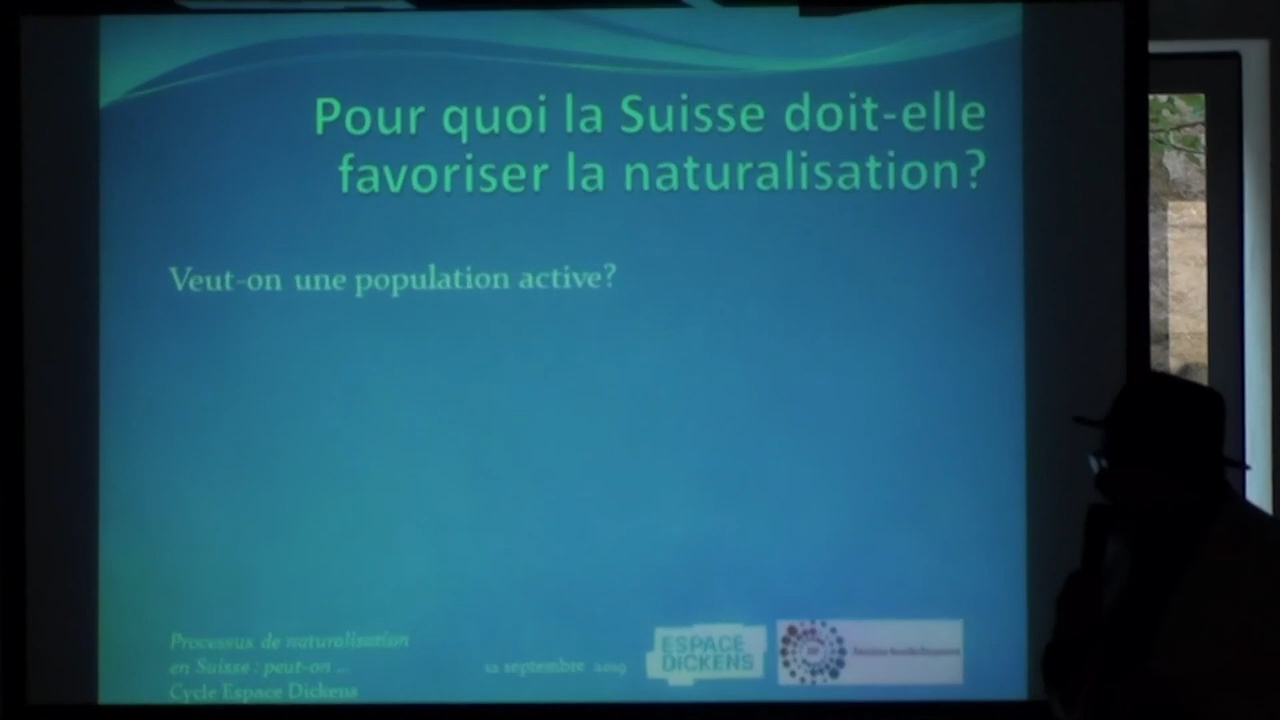 Pour quoi la Suisse doit-elle
favoriser la naturalisation?
Veut-on une population active?
Processus de naturalisation
en Suisse : peut-on ...
Cycle Espace Dickens
12 septembre 2019
ESPACE
DICKENS